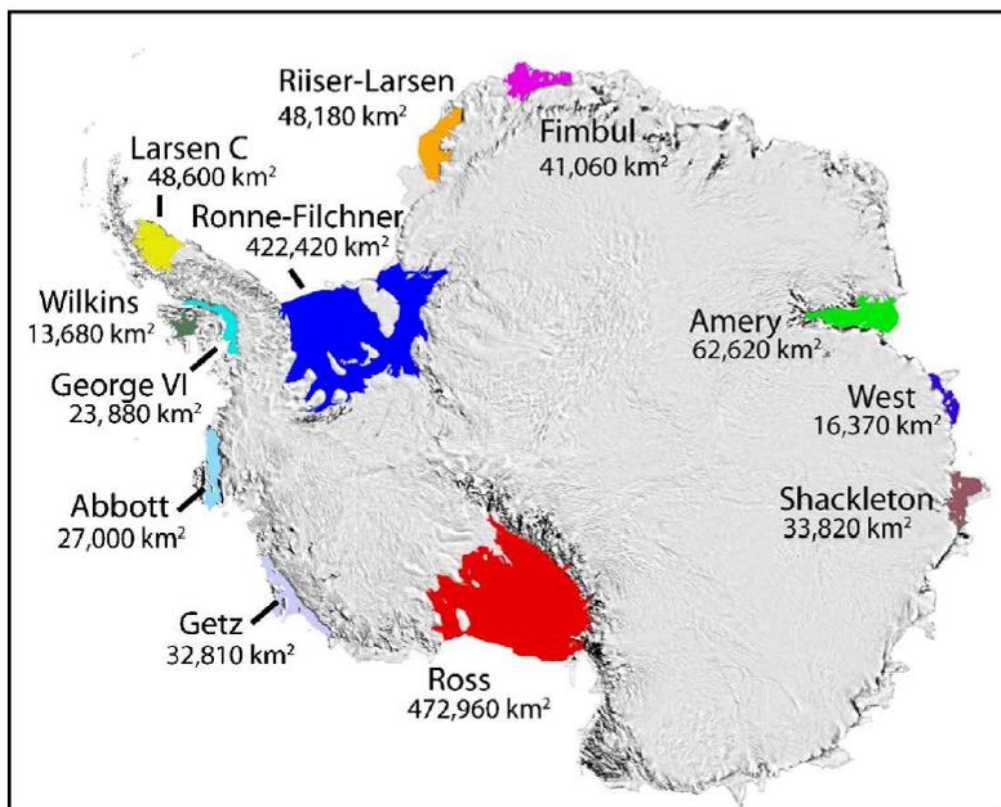 Riiser-Larsen
48,180 km²
Fimbul
41,060 km²
Larsen C
48,600 km²
Ronne-Filchner
422,420 km²
Wilkins
13,680 km²
Amery
62,620 km²
George VI
23,880 km²
West
16,370 km²
Abbott
27,000 km²
Shackleton
33,820 km²
Getz
32,810 km²
Ross
472,960 km²